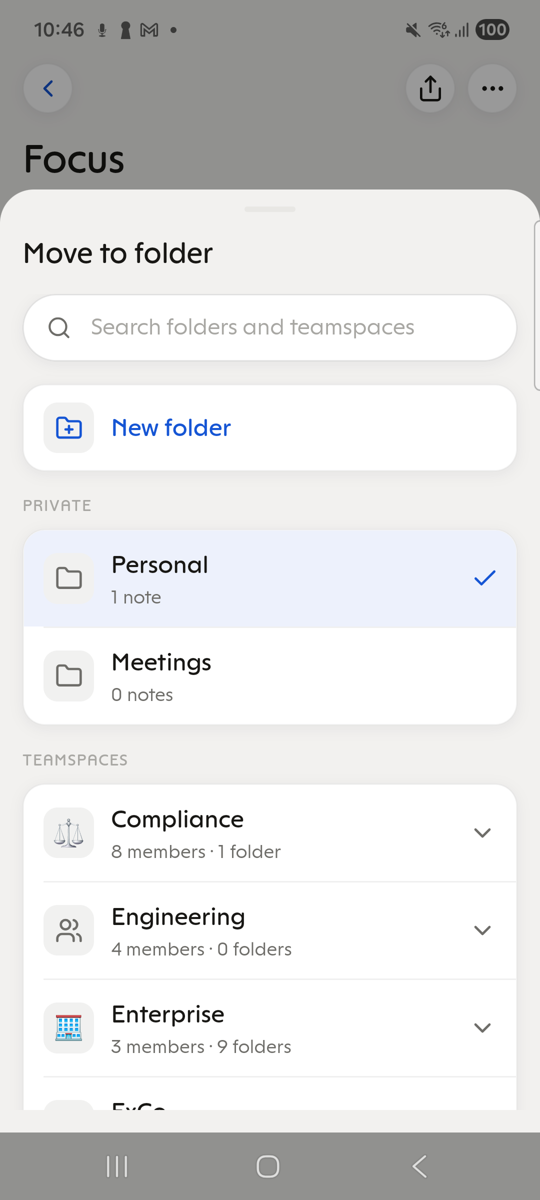 10:46
100
Focus
Move to folder
Search folders and teamspaces
New folder
PRIVATE
Personal
1 note
Meetings
0 notes
TEAMSPACES
Compliance
8 members · 1 folder
Engineering
4 members · 0 folders
Enterprise
3 members · 9 folders
ExCo